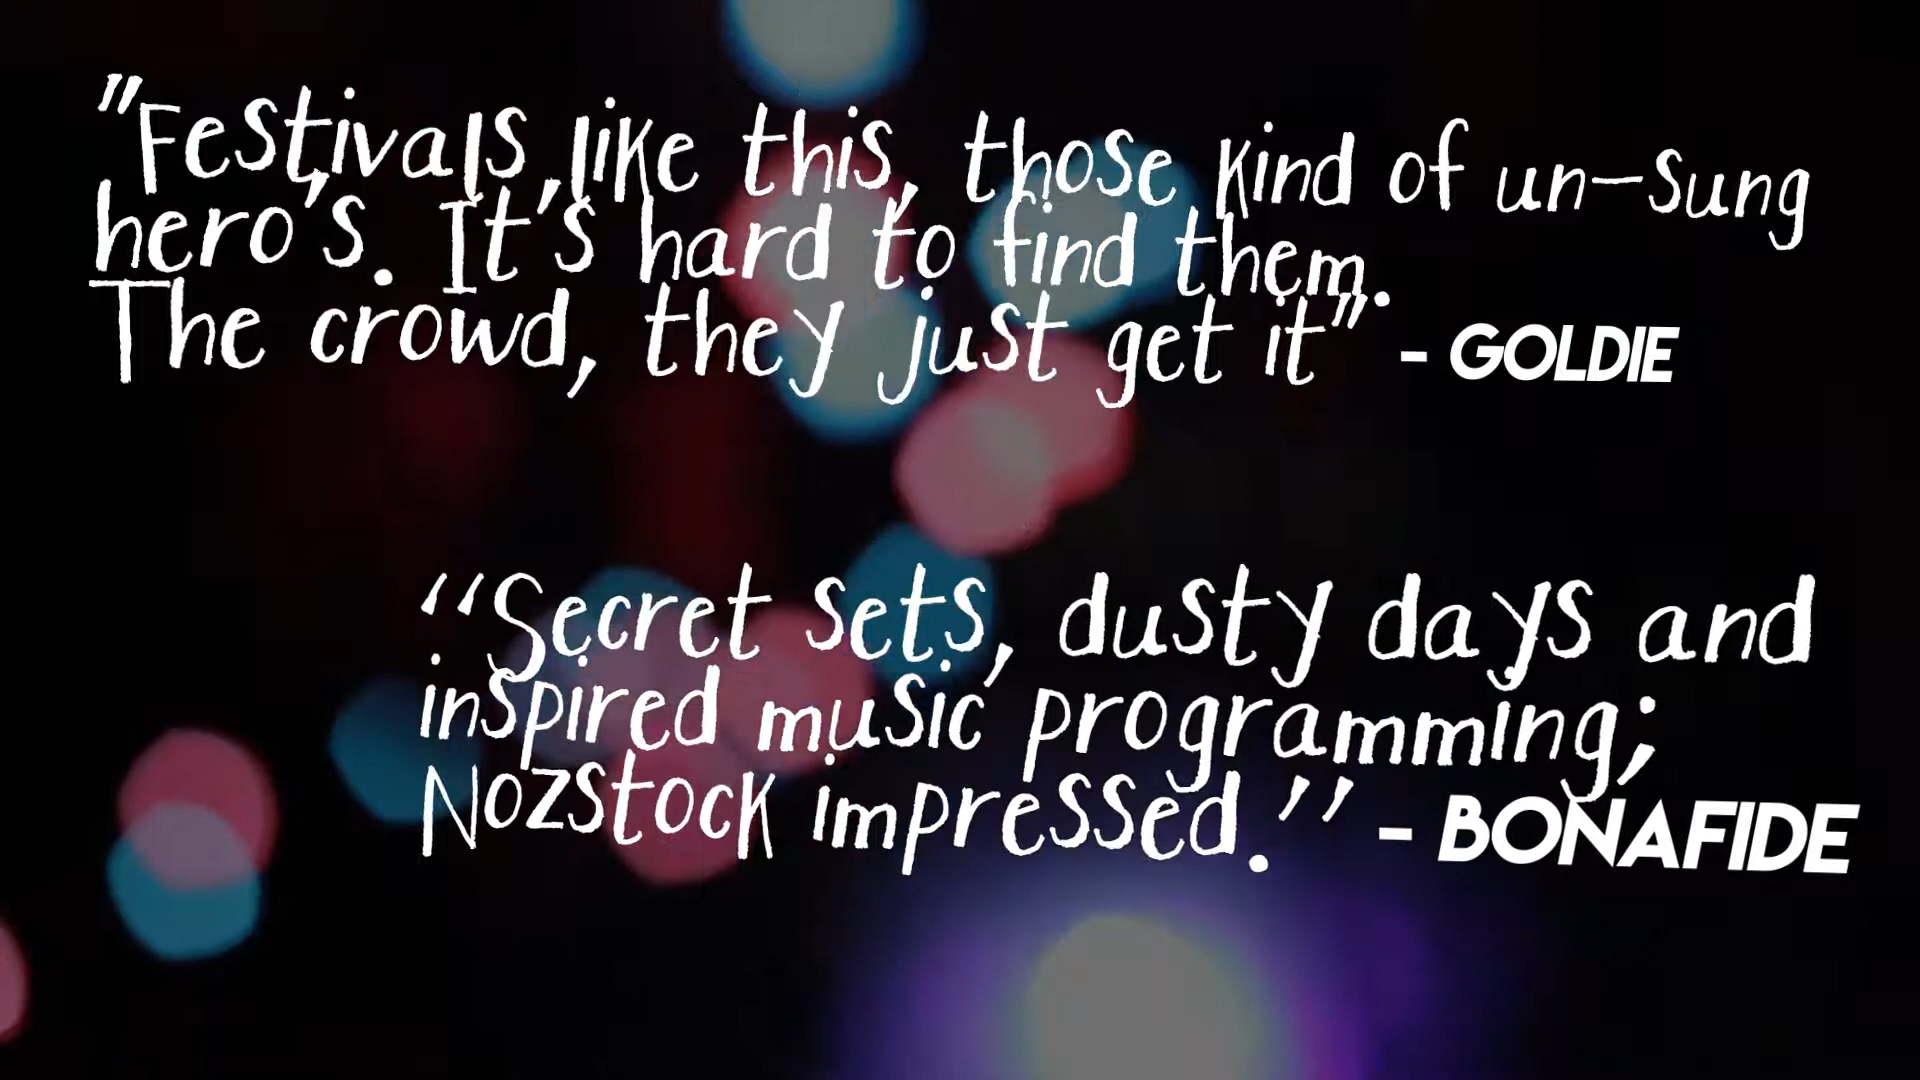 "Festivals like this, those kind of un-sung
hero's. It's hard to find them.
The crowd, they just get it" - GOLDIE
“Secret sets, dusty days and
inspired music programming;
Nozstock impressed.” - BONAFIDE